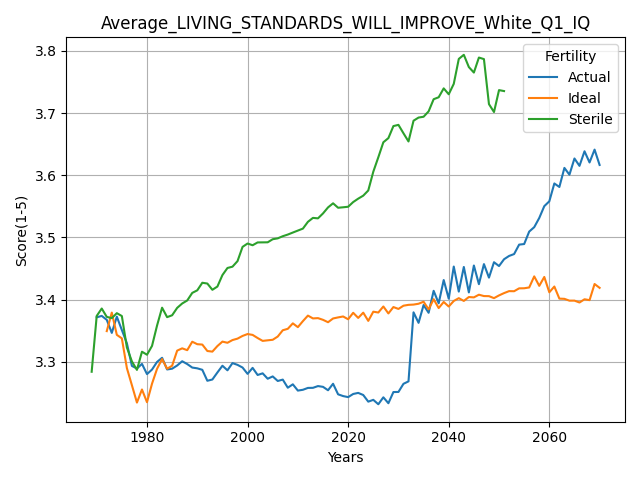 Average_LIVING_STANDARDS_WILL_IMPROVE_White_Q1_IQ
Fertility
Actual
Ideal
Sterile
Score(1-5)
3.8
3.7
3.6
3.5
3.4
3.3
1980 2000 2020 2040 2060
Years